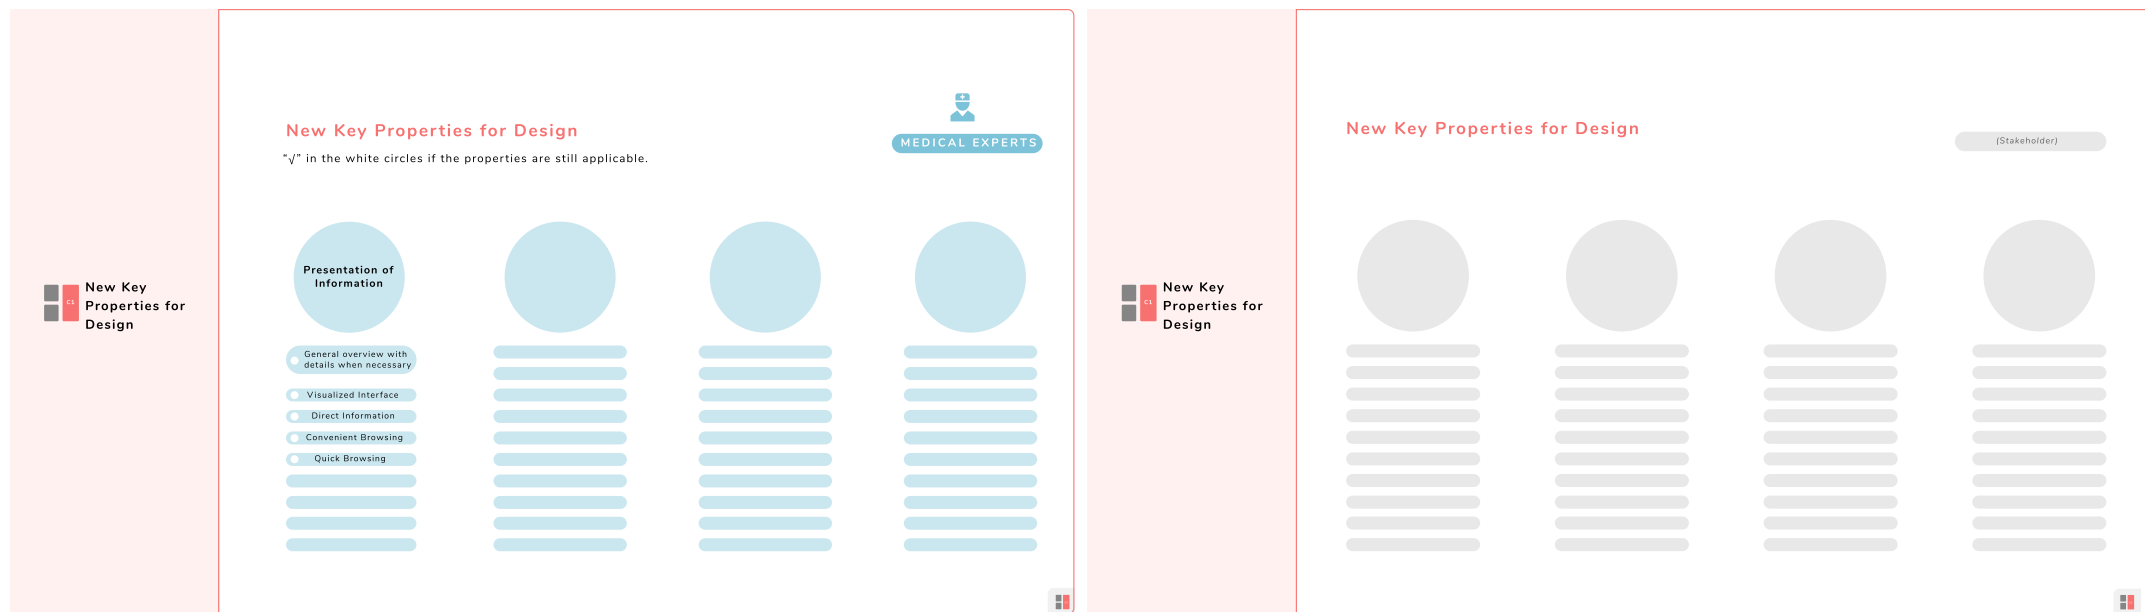 New Key Properties for Design
"√" in the white circles if the properties are still applicable.
MEDICAL EXPERTS
C1
New Key
Properties for
Design
Presentation of
Information
General overview with
details when necessary
Visualized Interface
Direct Information
Convenient Browsing
Quick Browsing
New Key Properties for Design
(Stakeholder)
C1
New Key
Properties for
Design